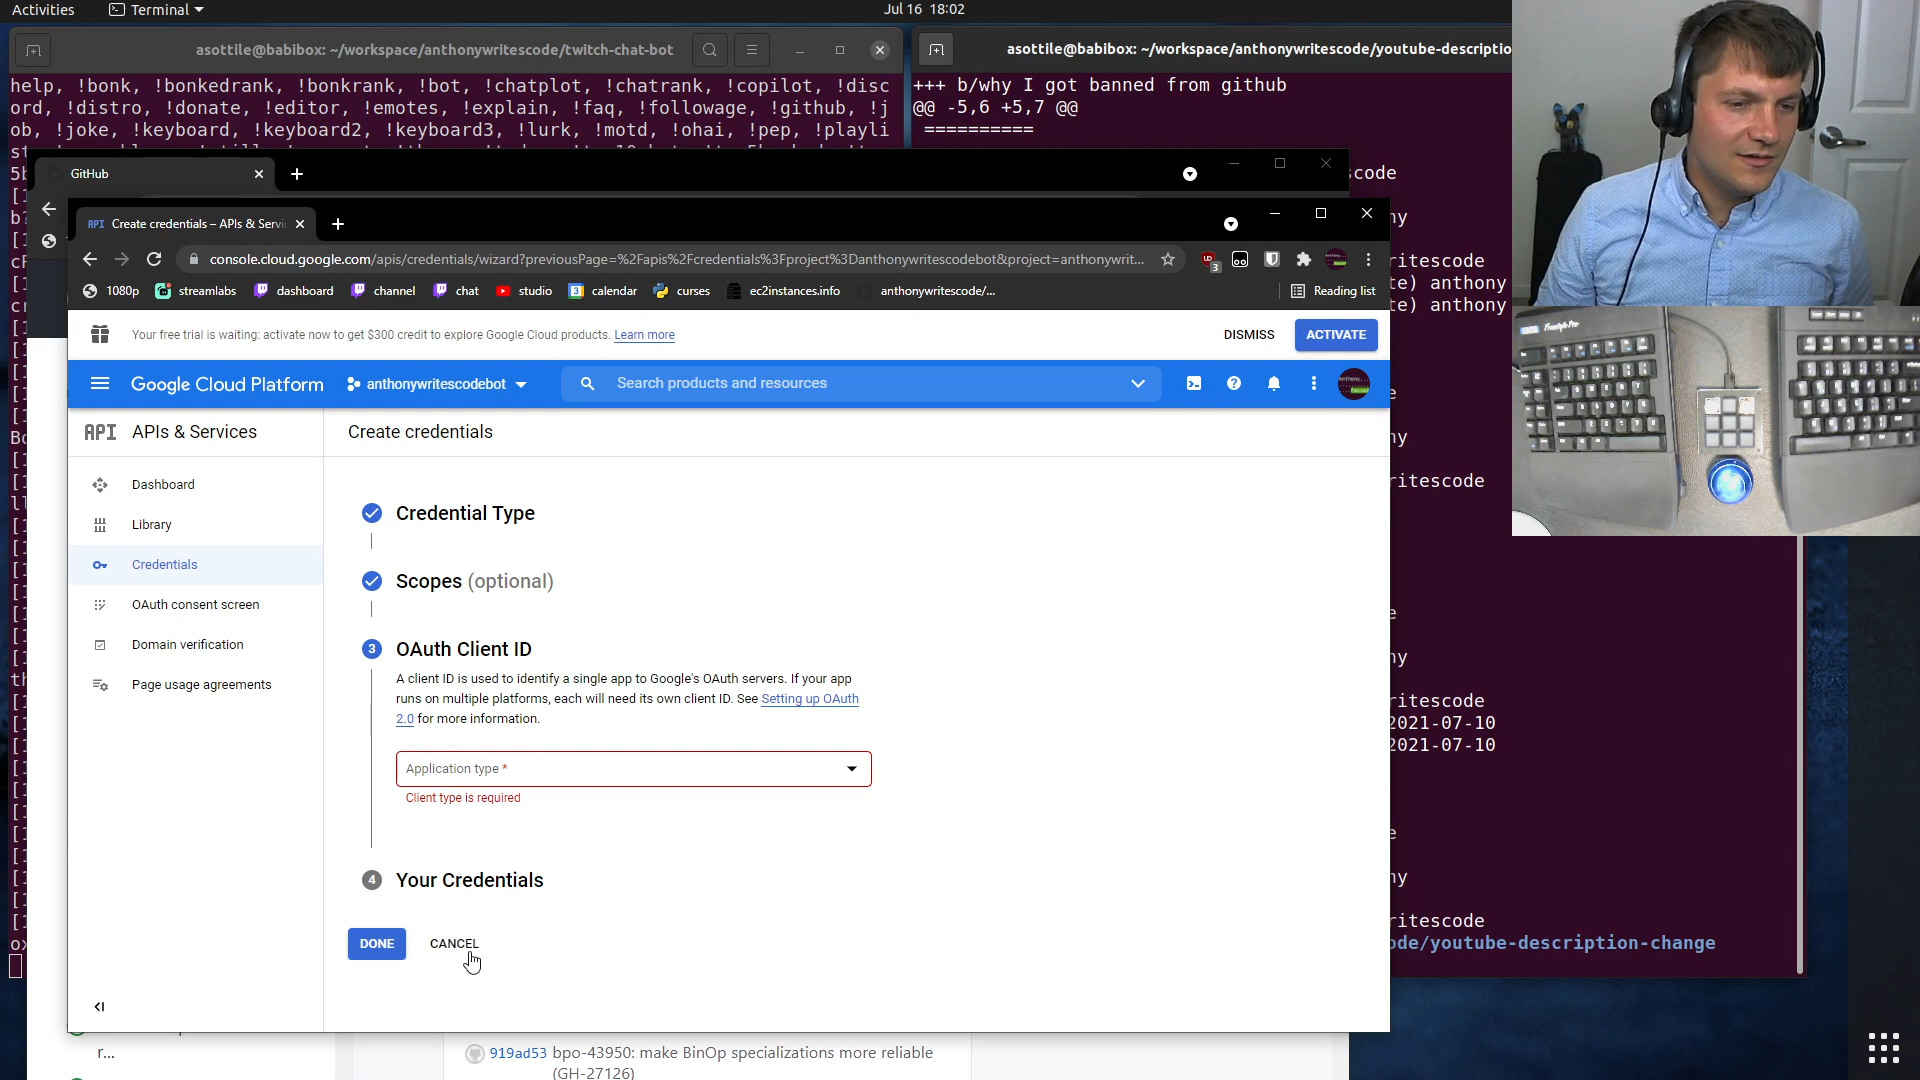 Activities
Terminal
Jul 16 18:02
asottile@babibox: ~/workspace/anthonywritescode/twitch-chat-bot
help, !bonk, !bonkedrank, !bonkrank, !bot, !chatplot, !chatrank, !copilot, !disc
ord, !distro, !donate, !editor, !emotes, !explain, !faq, !followage, !github, !j
ob, !joke, !keyboard, !keyboard2, !keyboard3, !lurk, !motd, !ohai, !pep, !playli
asottile@babibox: ~/workspace/anthonywritescode/youtube-descriptio
+++ b/why I got banned from github
@@ -5,6 +5,7 @@
==========
GitHub
Create credentials – APIs & Servi
console.cloud.google.com/apis/credentials/wizard?previousPage=%2Fapis%2Fcredentials%3Fproject%3Danthonywritescodebot&project=anthonywrit...
1080p
streamlabs
dashboard
channel
chat
studio
calendar
curses
ec2instances.info
anthonywritescode/...
Reading list
Your free trial is waiting: activate now to get $300 credit to explore Google Cloud products. Learn more
DISMISS
ACTIVATE
Google Cloud Platform
anthonywritescodebot
Search products and resources
API APIs & Services
Dashboard
Library
Credentials
OAuth consent screen
Domain verification
Page usage agreements
Create credentials
Credential Type
Scopes (optional)
3 OAuth Client ID
A client ID is used to identify a single app to Google's OAuth servers. If your app
runs on multiple platforms, each will need its own client ID. See Setting up OAuth
2.0 for more information.
Application type *
Client type is required
4 Your Credentials
DONE
CANCEL
scode
hy
ritescode
te) anthony
te) anthony
e
hy
ritescode
e
hy
ritescode
2021-07-10
2021-07-10
e
hy
ritescode
ode/youtube-description-change
r...
919ad53 bpo-43950: make BinOp specializations more reliable
(GH-27126)